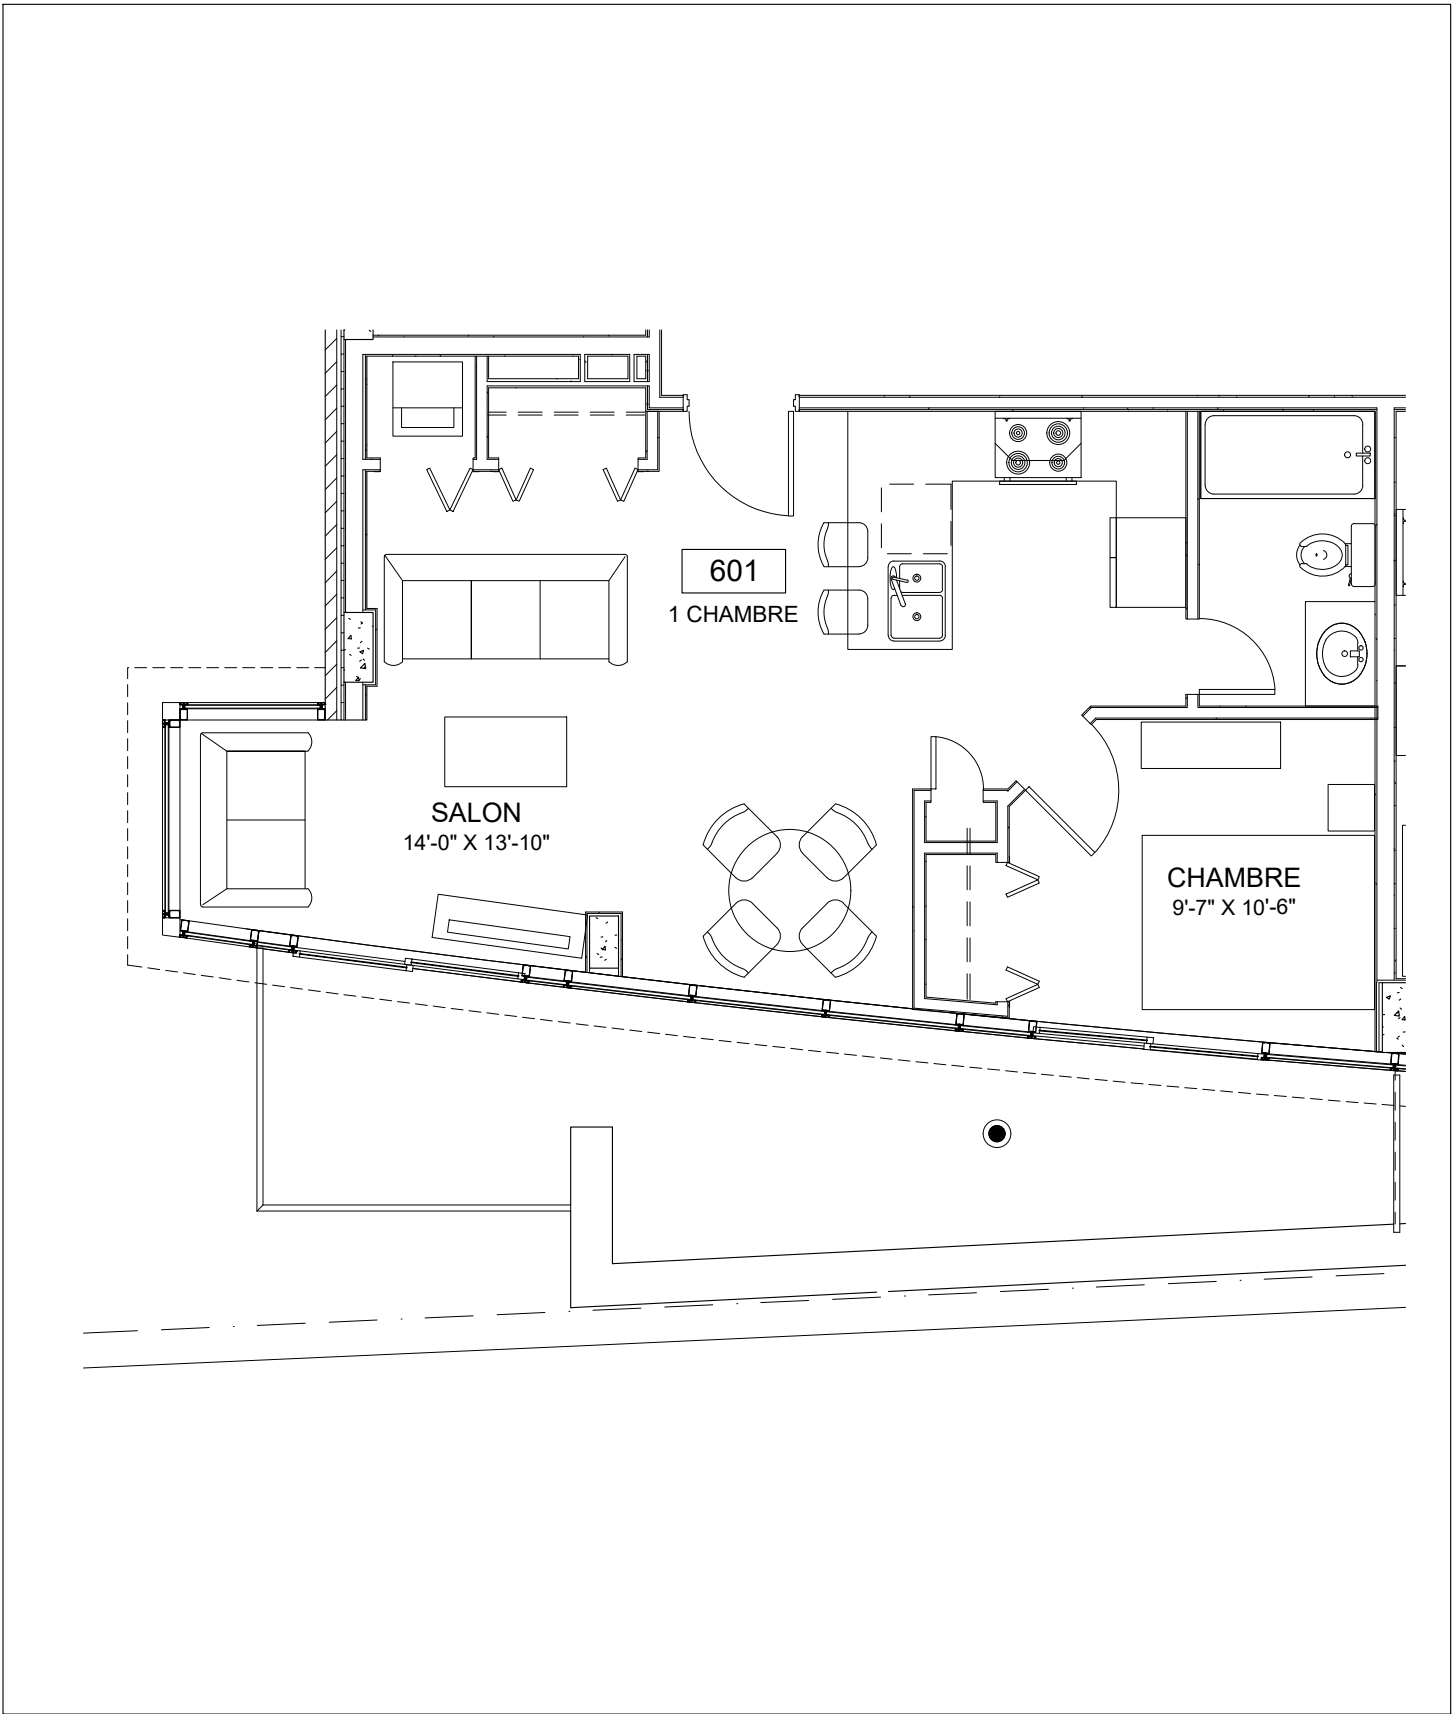 601
1 CHAMBRE
SALON
14'-0" X 13'-10"
CHAMBRE
9'-7" X 10'-6"